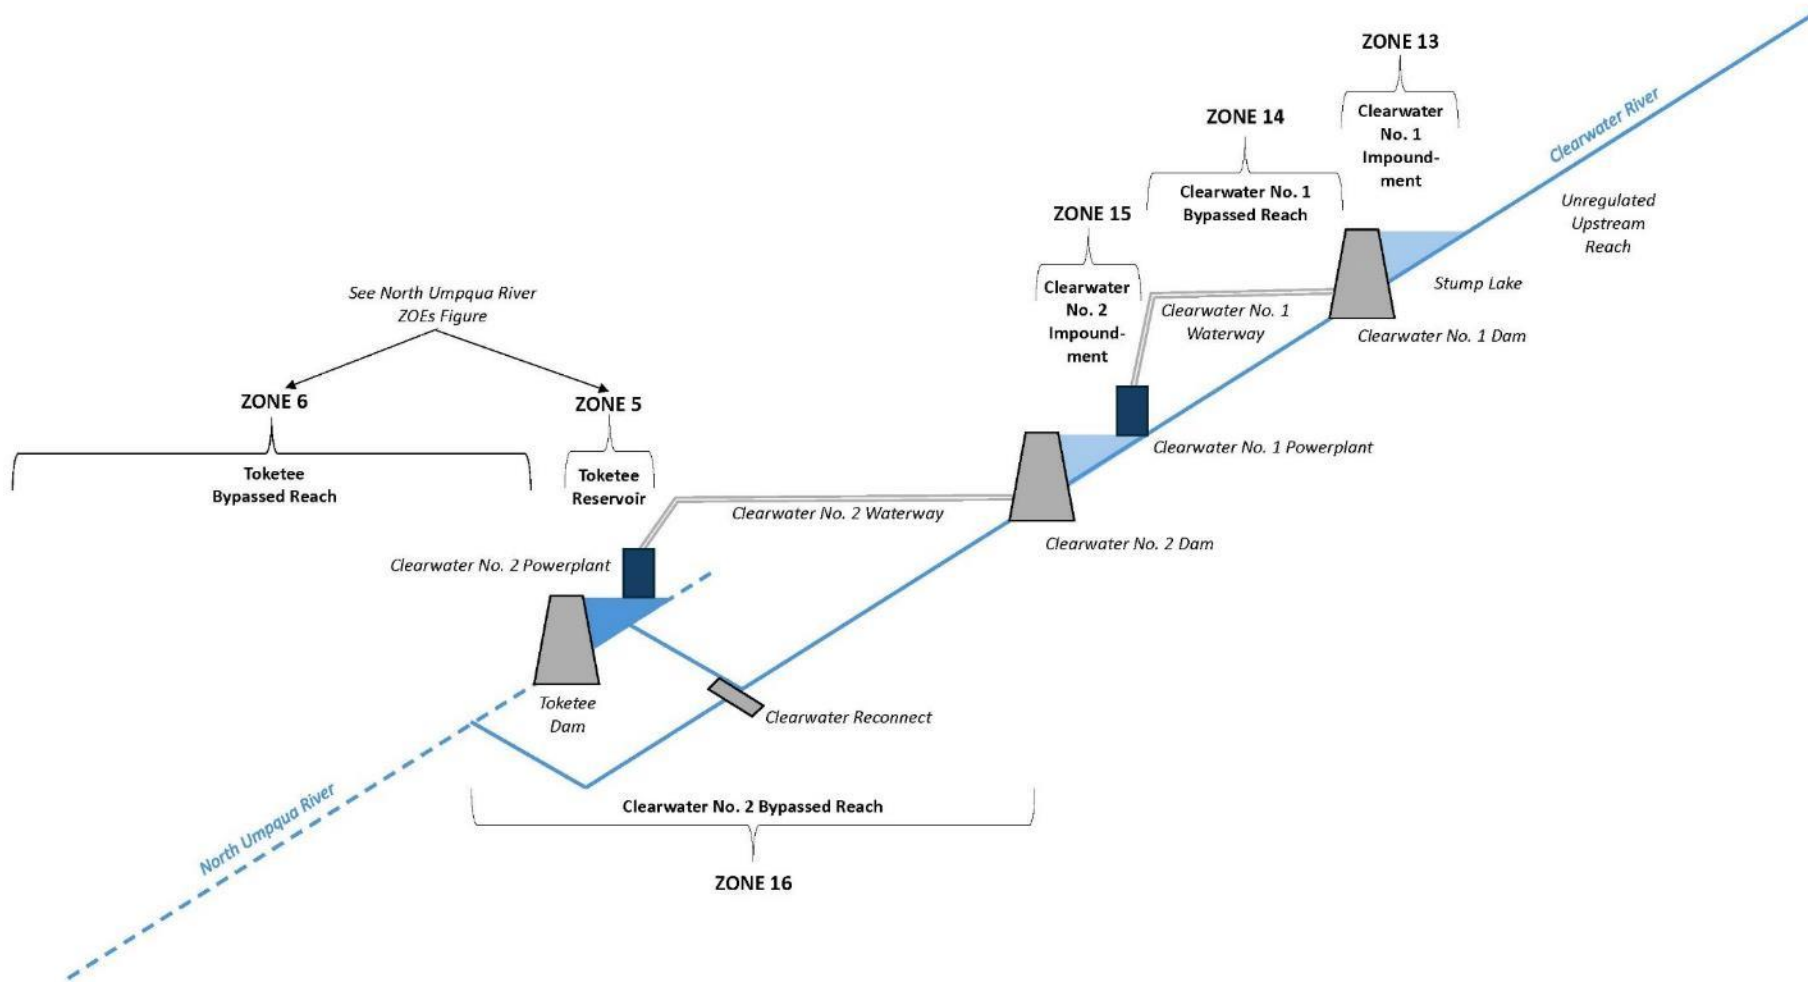 ZONE 13
Clearwater
No. 1
Impound-
ment
Clearwater River
ZONE 14
Clearwater No. 1
Bypassed Reach
Unregulated
Upstream
Reach
ZONE 15
Clearwater
No. 2
Impound-
ment
Stump Lake
Clearwater No. 1
Waterway
Clearwater No. 1 Dam
See North Umpqua River
ZOEs Figure
ZONE 6
ZONE 5
Toketee
Bypassed Reach
Toketee
Reservoir
Clearwater No. 1 Powerplant
Clearwater No. 2 Waterway
Clearwater No. 2 Dam
Clearwater No. 2 Powerplant
Toketee
Dam
Clearwater Reconnect
North Umpqua River
Clearwater No. 2 Bypassed Reach
ZONE 16